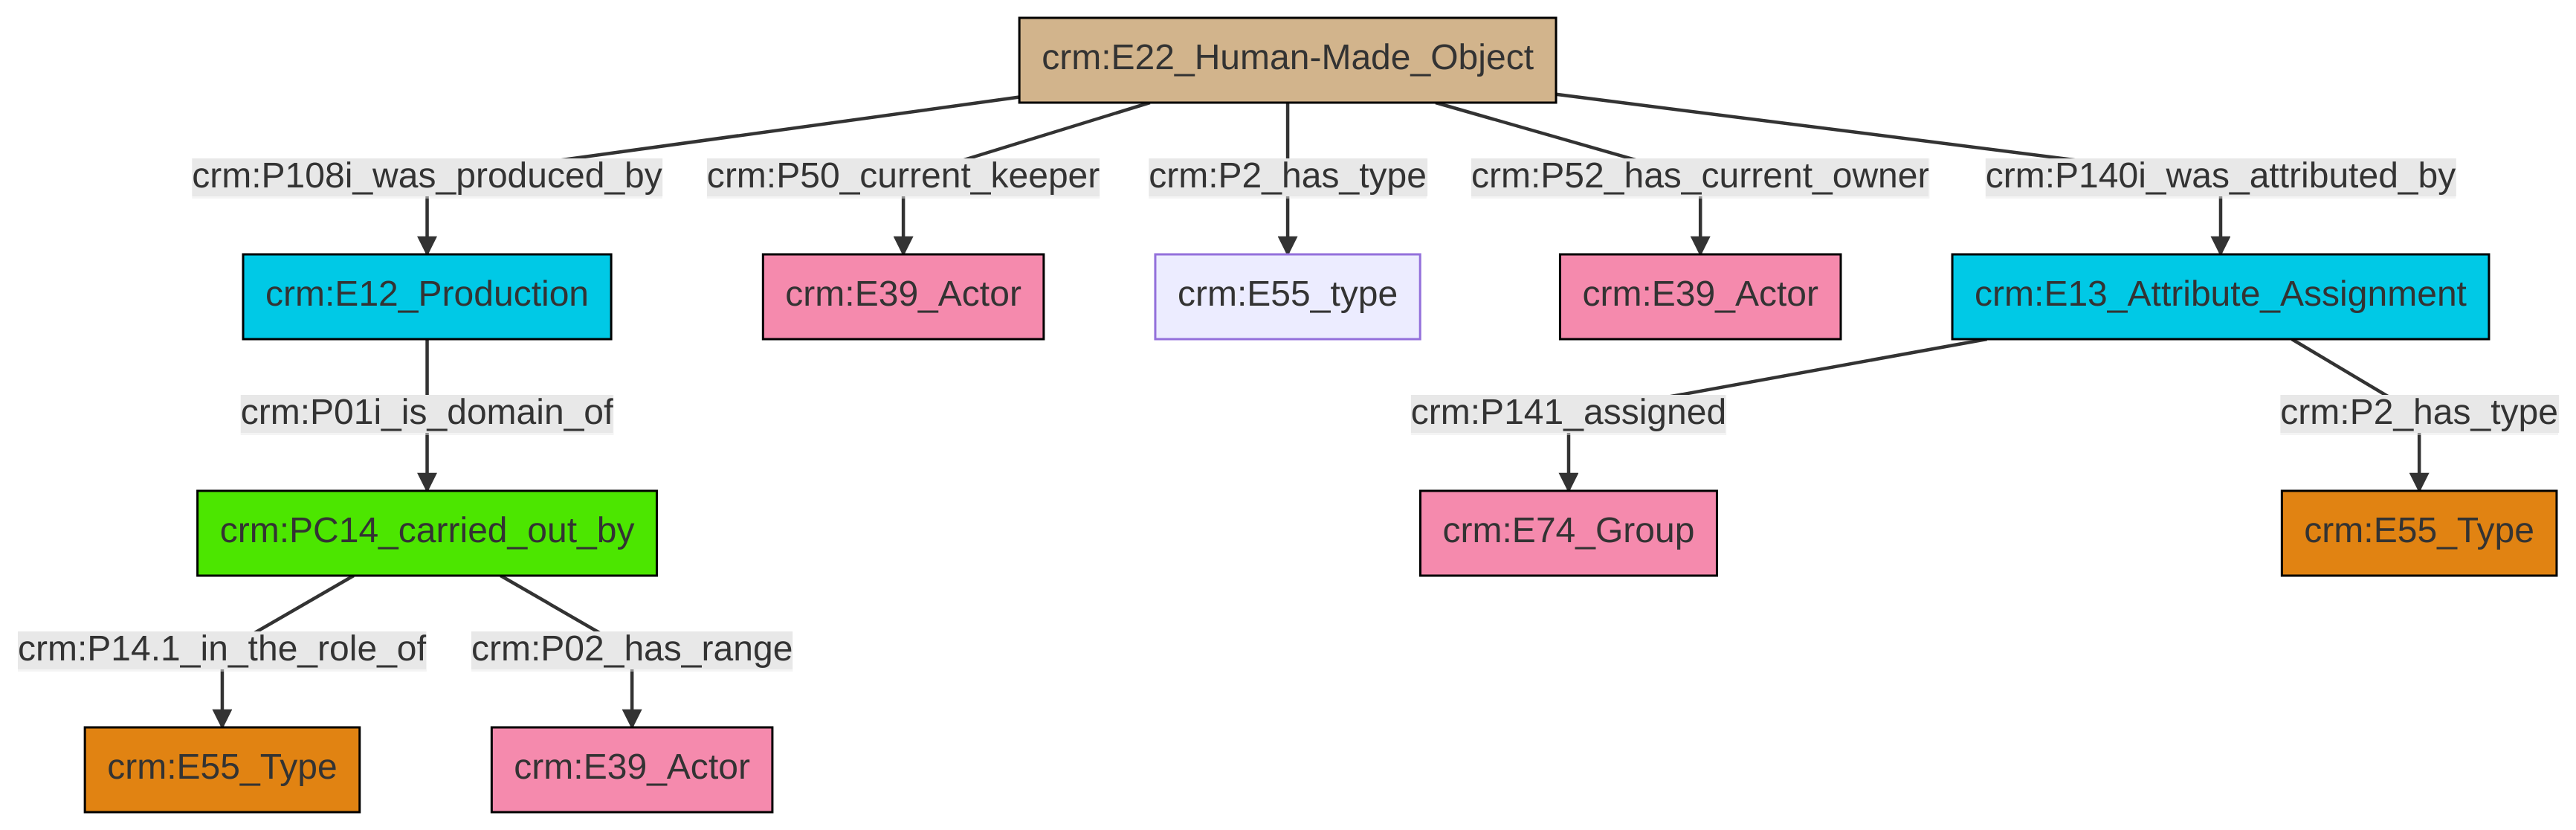 crm:E22_Human-Made_Object
crm:P108i_was_produced_by
crm:P50_current_keeper
crm:P2_has_type
crm:P52_has_current_owner
crm:P140i_was_attributed_by
crm:E12_Production
crm:E39_Actor
crm:E55_type
crm:E39_Actor
crm:E13_Attribute_Assignment
crm:P01i_is_domain_of
crm:P141_assigned
crm:P2_has_type
crm:PC14_carried_out_by
crm:E74_Group
crm:E55_Type
crm:P14.1_in_the_role_of
crm:P02_has_range
crm:E55_Type
crm:E39_Actor